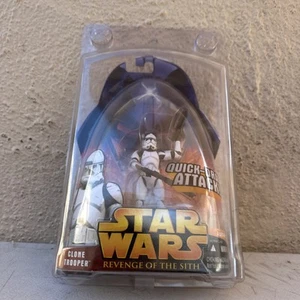 QUICK-DRAW
ATTACK!
STAR
WARS
REVENGE OF THE SITH
CLONE
TROOPER